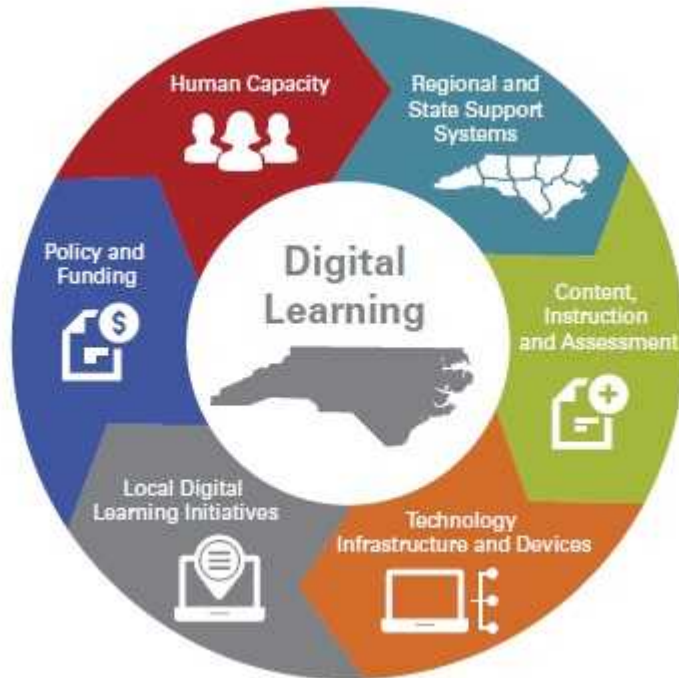 Human Capacity
Regional and
State Support
Systems
Policy and
Funding
$
Digital
Learning
Content,
Instruction
and Assessment
Local Digital
Learning Initiatives
Technology
Infrastructure and Devices